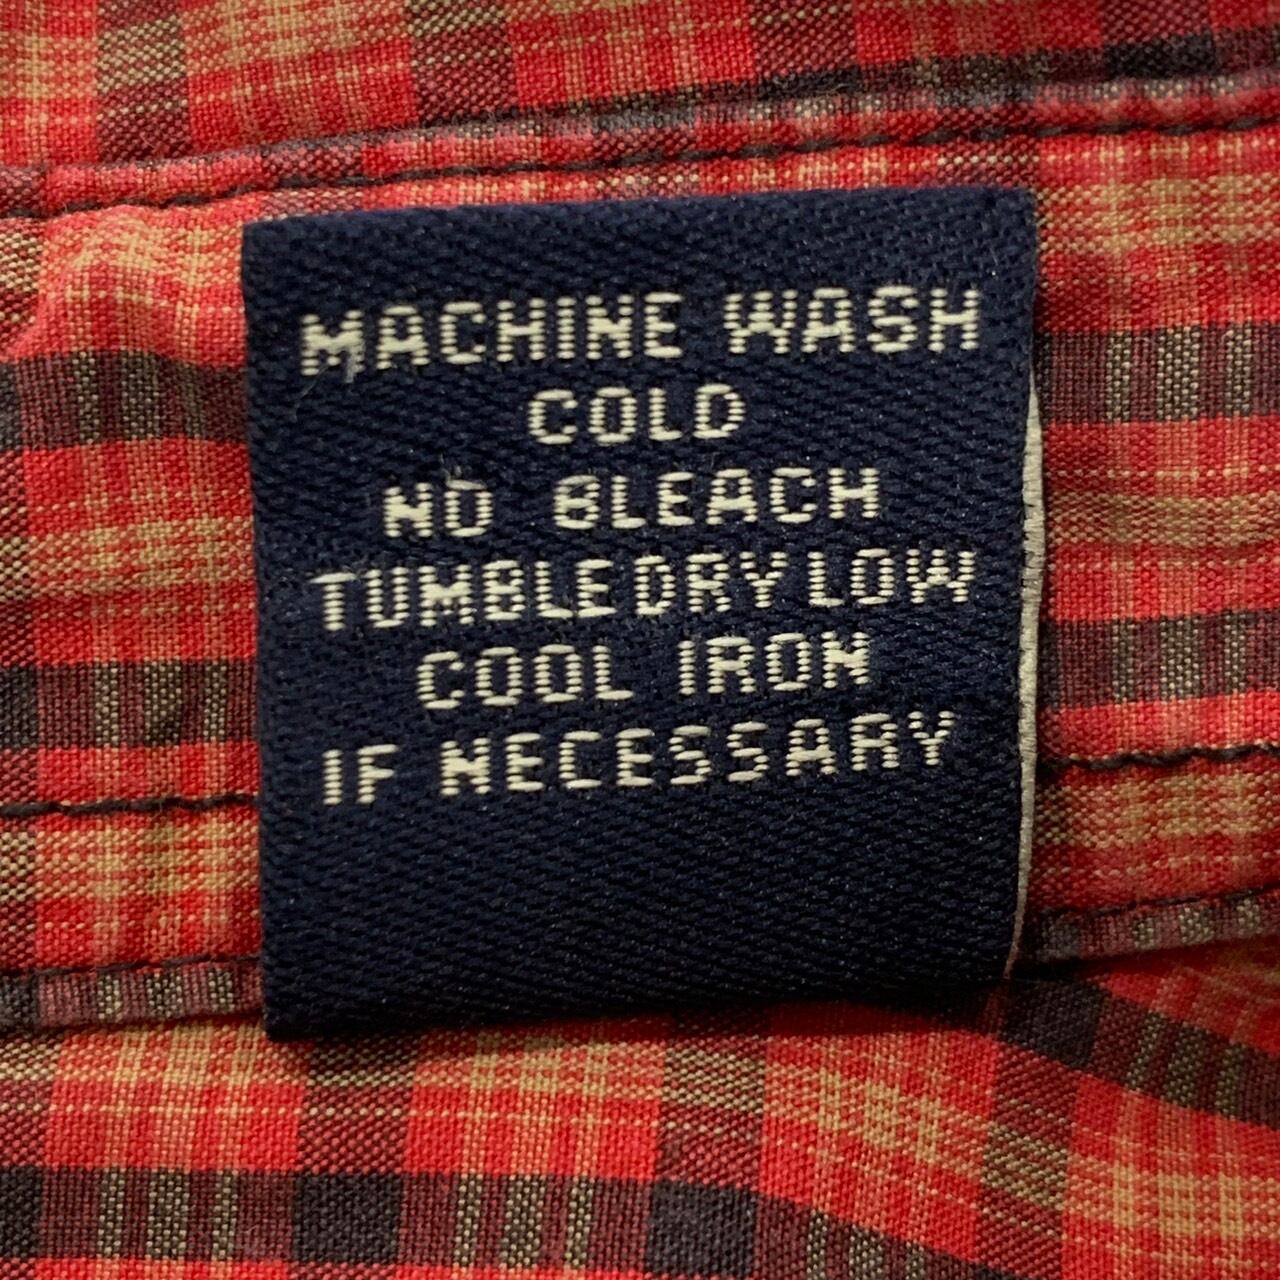 MACHINE WASH
COLD
NO BLEACH
TUMBLE DRY LOW
COOL IRON
IF NECESSARY